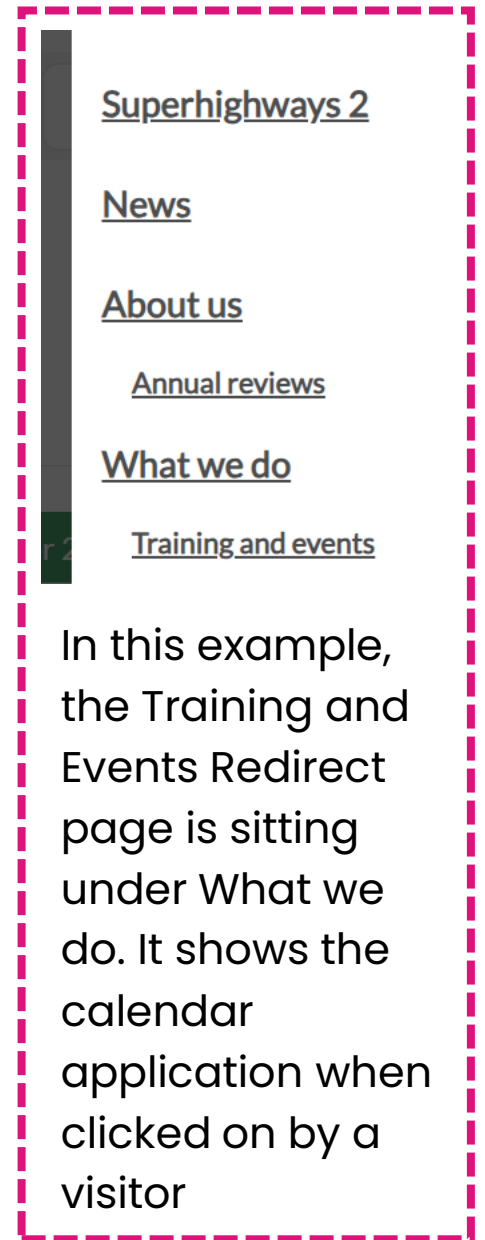 Superhighways 2
News
About us
Annual reviews
What we do
r 2
Training and events
In this example,
the Training and
Events Redirect
page is sitting
under What we
do. It shows the
calendar
application when
clicked on by a
visitor